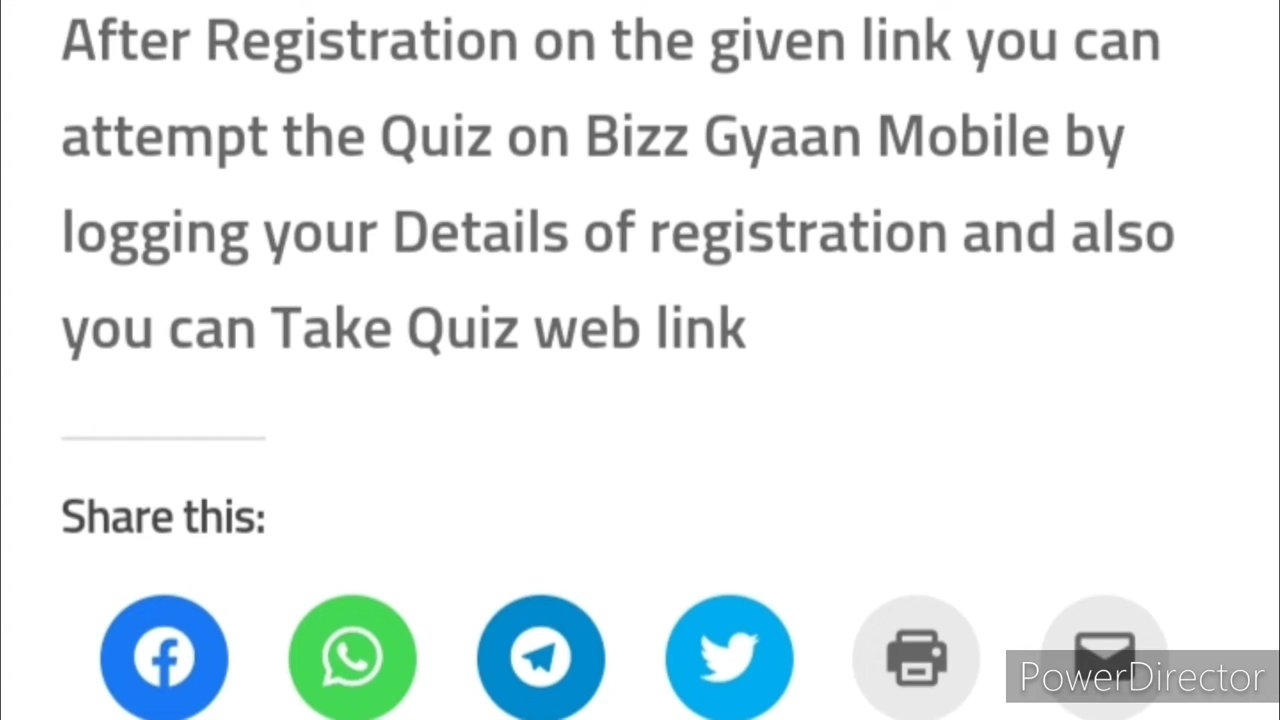 After Registration on the given link you can
attempt the Quiz on Bizz Gyaan Mobile by
logging your Details of registration and also
you can Take Quiz web link
Share this:
PowerDirector